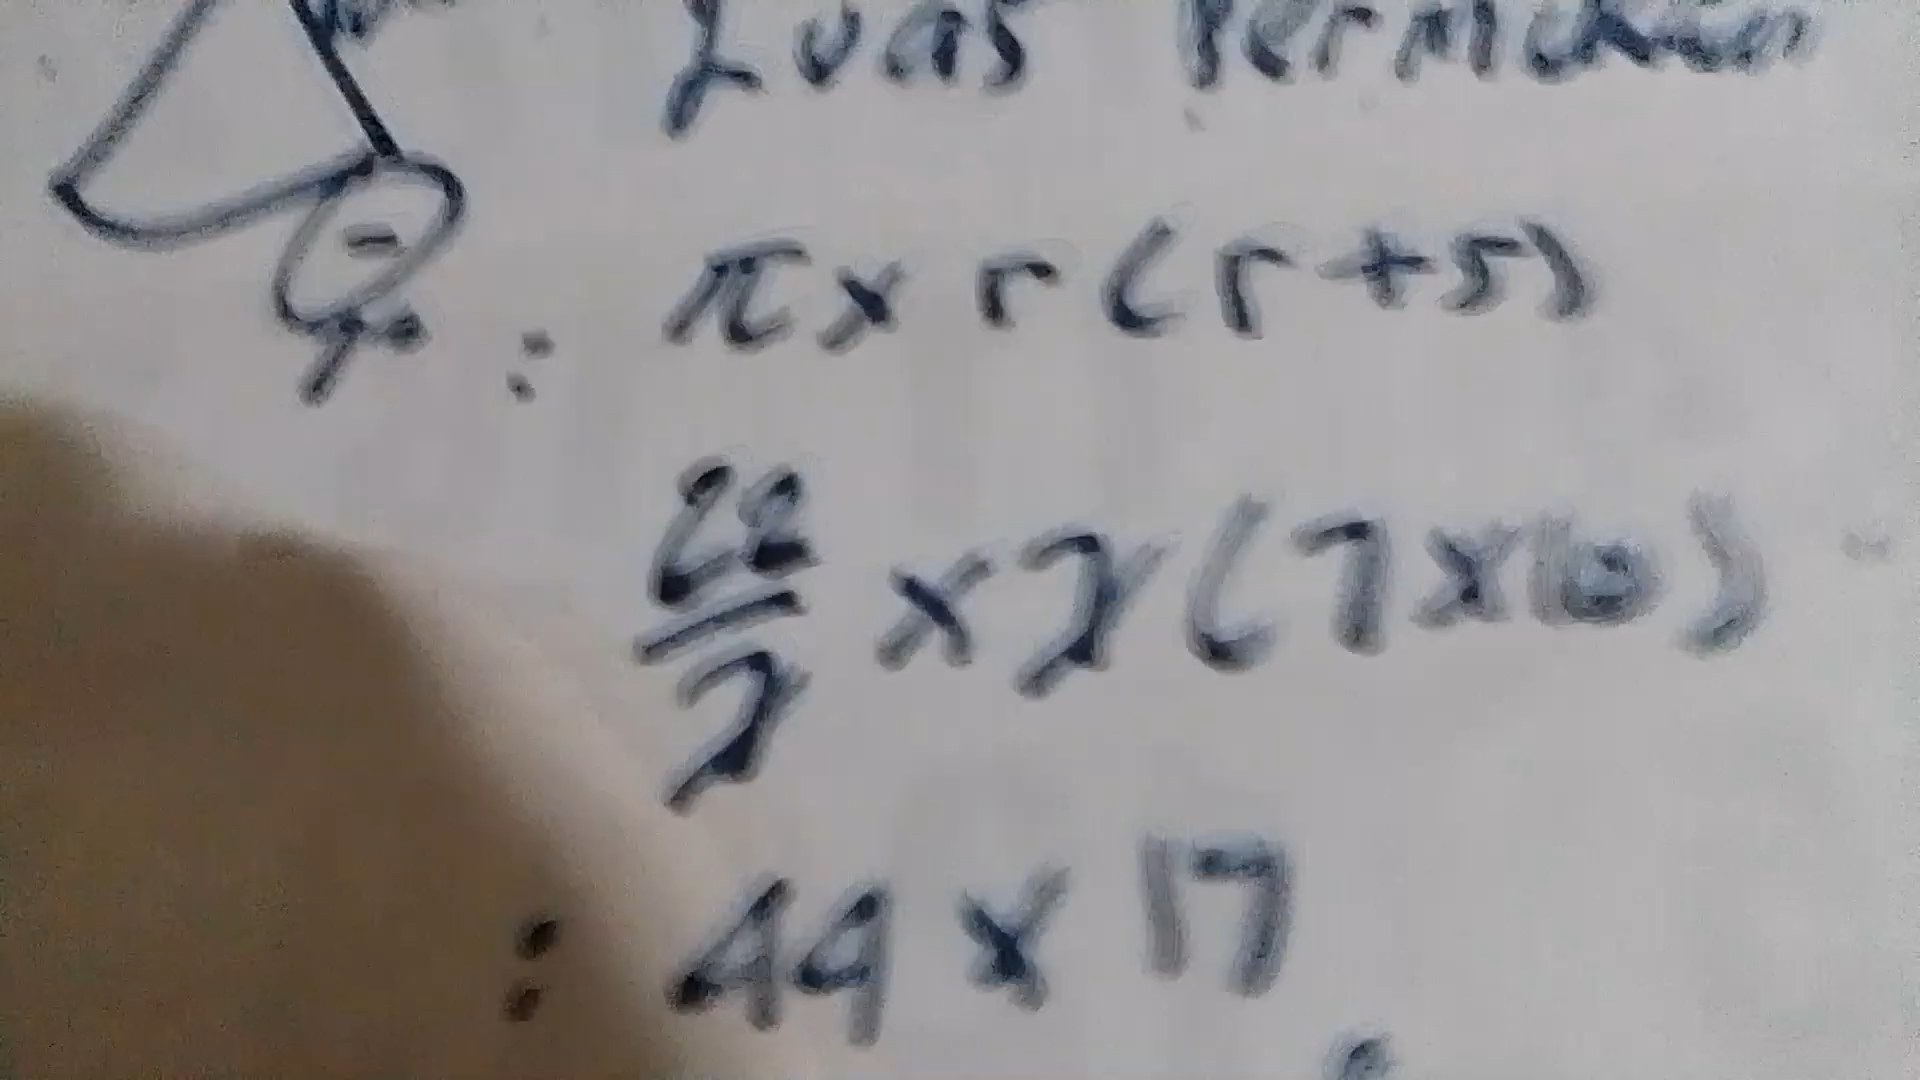 Luas Permukaan
: π x r (r + s)
22/7 x 7 (7 x 10)
: 44 x 17